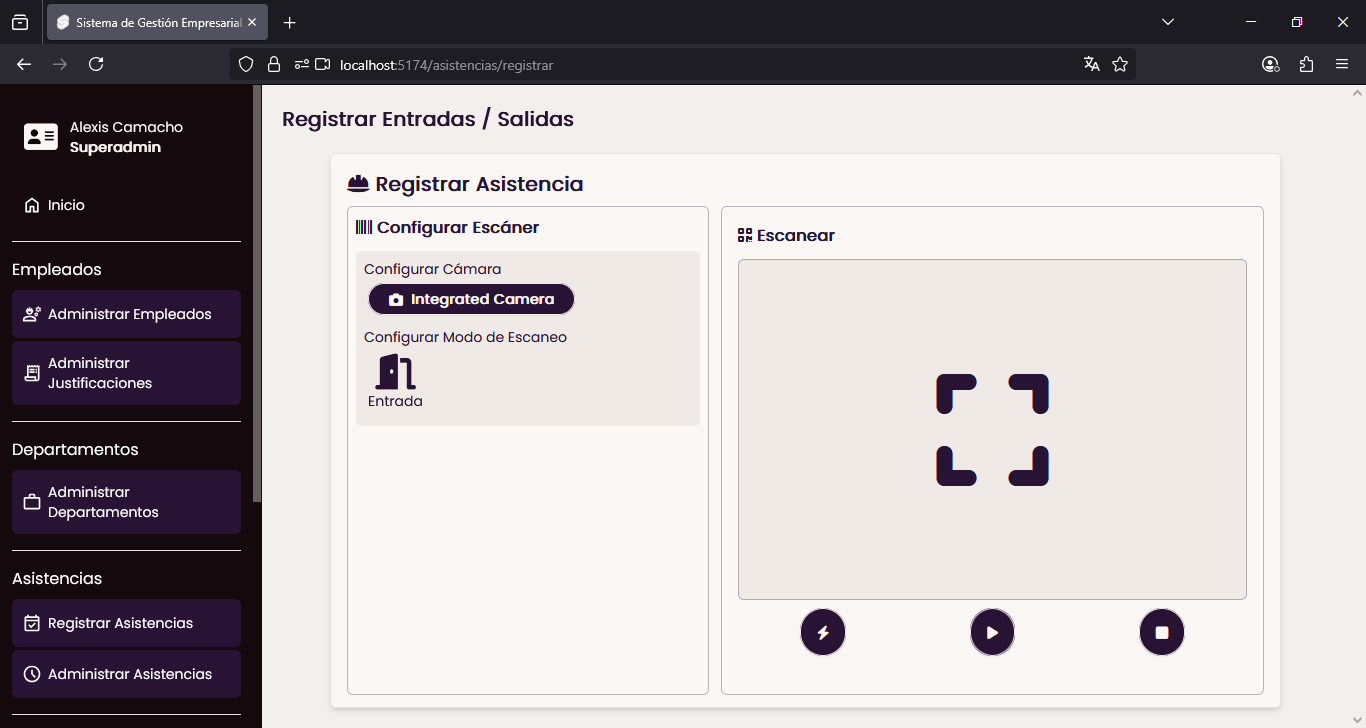 Sistema de Gestión Empresarial
localhost:5174/asistencias/registrar
Alexis Camacho
Superadmin
Inicio
Empleados
Administrar Empleados
Administrar
Justificaciones
Departamentos
Administrar
Departamentos
Asistencias
Registrar Asistencias
Administrar Asistencias
Registrar Entradas / Salidas
Registrar Asistencia
Configurar Escáner
Configurar Cámara
Integrated Camera
Configurar Modo de Escaneo
Entrada
Escanear